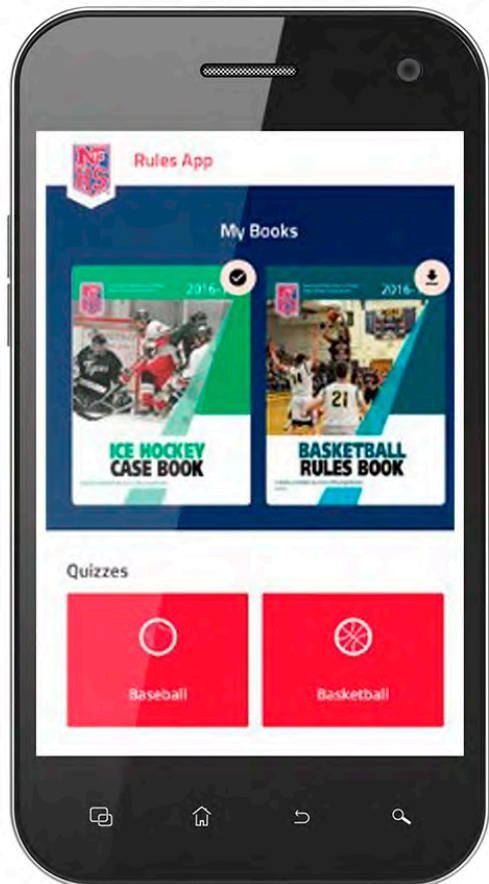 NFHS
Rules App
My Books
2016-
2016-
ICE HOCKEY
CASE BOOK
BASKETBALL
RULES BOOK
21
Quizzes
Baseball
Basketball